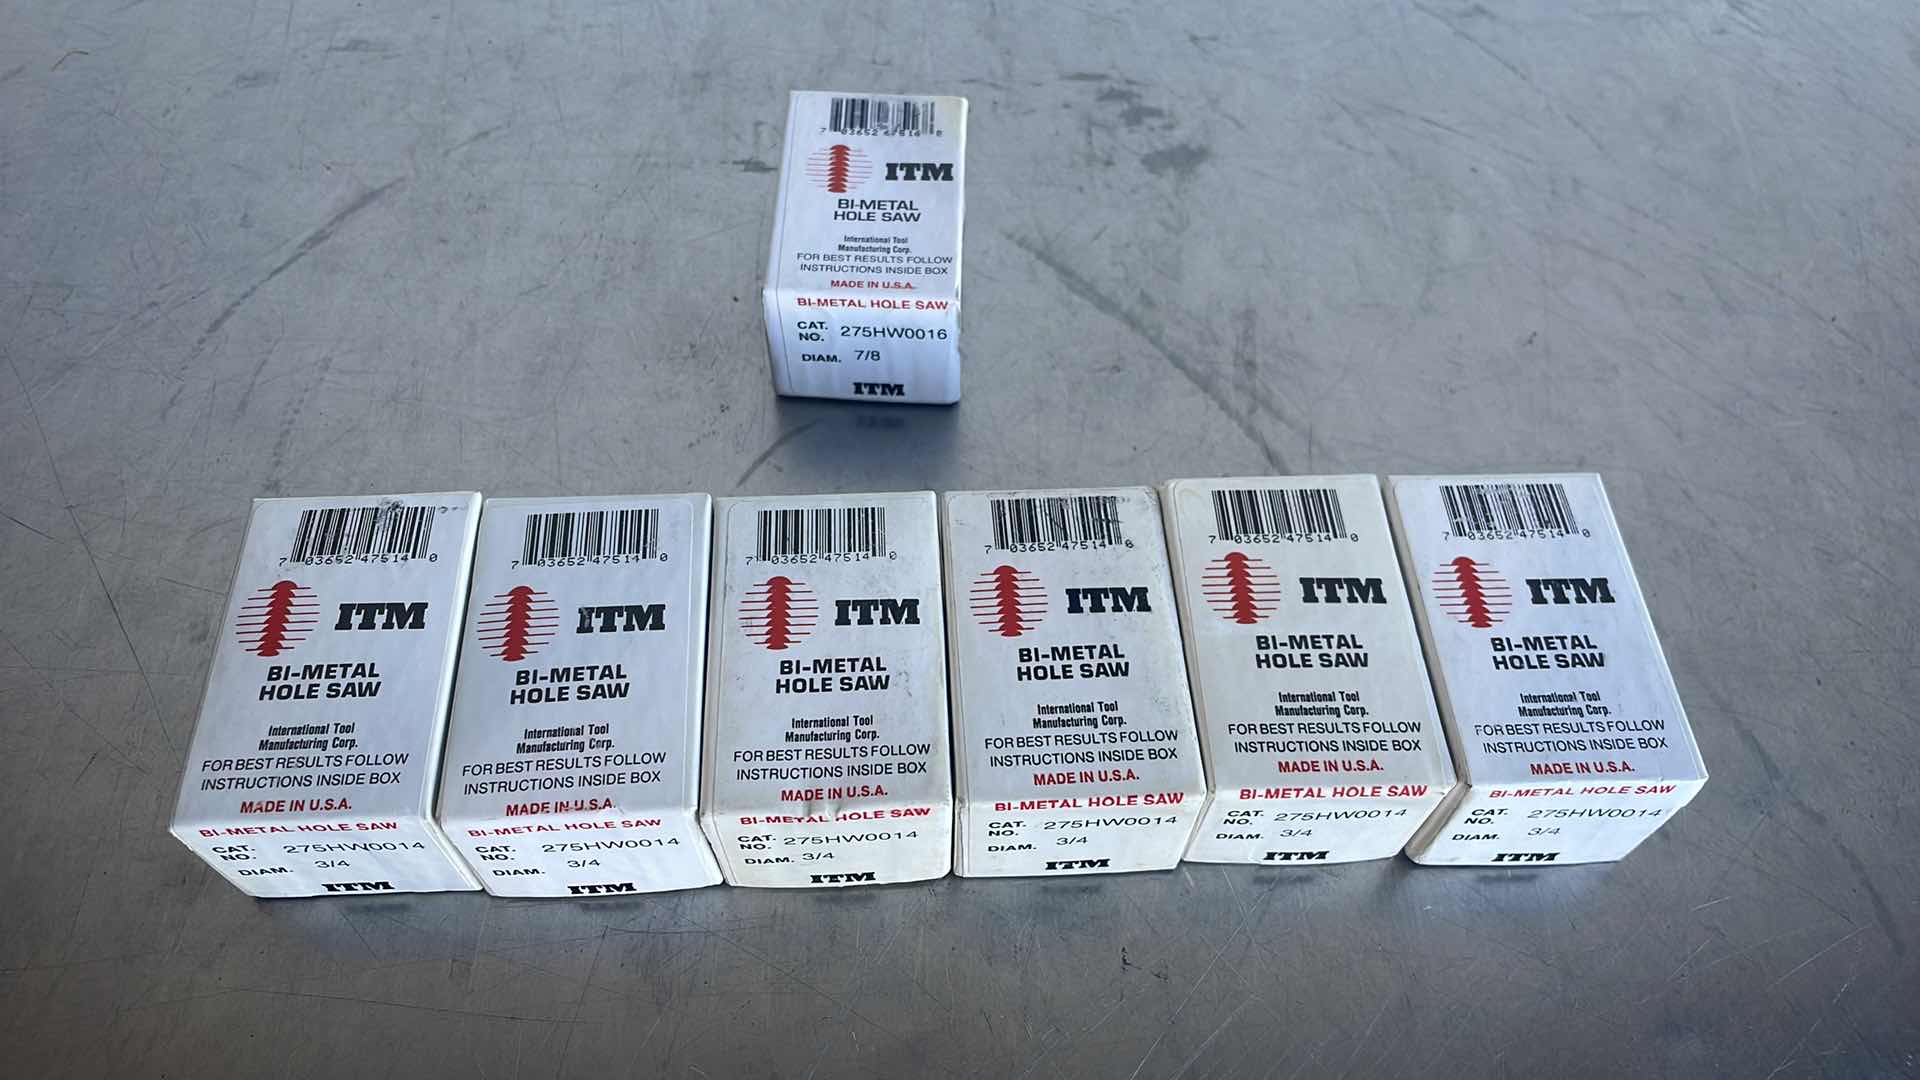 7 03652 47514 8
ITM
BI-METAL
HOLE SAW
International Tool
Manufacturing Corp.
FOR BEST RESULTS FOLLOW
INSTRUCTIONS INSIDE BOX
MADE IN U.S.A.
BI-METAL HOLE SAW
CAT. NO. 275HW0016
DIAM. 7/8
ITM
7 03652 47514 0
ITM
BI-METAL
HOLE SAW
International Tool
Manufacturing Corp.
FOR BEST RESULTS FOLLOW
INSTRUCTIONS INSIDE BOX
MADE IN U.S.A.
BI-METAL HOLE SAW
CAT. NO. 275HW0014
DIAM. 3/4
ITM
7 03652 47514 0
ITM
BI-METAL
HOLE SAW
International Tool
Manufacturing Corp.
FOR BEST RESULTS FOLLOW
INSTRUCTIONS INSIDE BOX
MADE IN U.S.A.
BI-METAL HOLE SAW
CAT. NO. 275HW0014
DIAM. 3/4
ITM
7 03652 47514 0
ITM
BI-METAL
HOLE SAW
International Tool
Manufacturing Corp.
FOR BEST RESULTS FOLLOW
INSTRUCTIONS INSIDE BOX
MADE IN U.S.A.
BI-METAL HOLE SAW
CAT. NO. 275HW0014
DIAM. 3/4
ITM
7 03652 47514 0
ITM
BI-METAL
HOLE SAW
International Tool
Manufacturing Corp.
FOR BEST RESULTS FOLLOW
INSTRUCTIONS INSIDE BOX
MADE IN U.S.A.
BI-METAL HOLE SAW
CAT. NO. 275HW0014
DIAM. 3/4
ITM
7 03652 47514 0
ITM
BI-METAL
HOLE SAW
International Tool
Manufacturing Corp.
FOR BEST RESULTS FOLLOW
INSTRUCTIONS INSIDE BOX
MADE IN U.S.A.
BI-METAL HOLE SAW
CAT. NO. 275HW0014
DIAM. 3/4
ITM
7 03652 47514 0
ITM
BI-METAL
HOLE SAW
International Tool
Manufacturing Corp.
FOR BEST RESULTS FOLLOW
INSTRUCTIONS INSIDE BOX
MADE IN U.S.A.
BI-METAL HOLE SAW
CAT. NO. 275HW0014
DIAM. 3/4
ITM